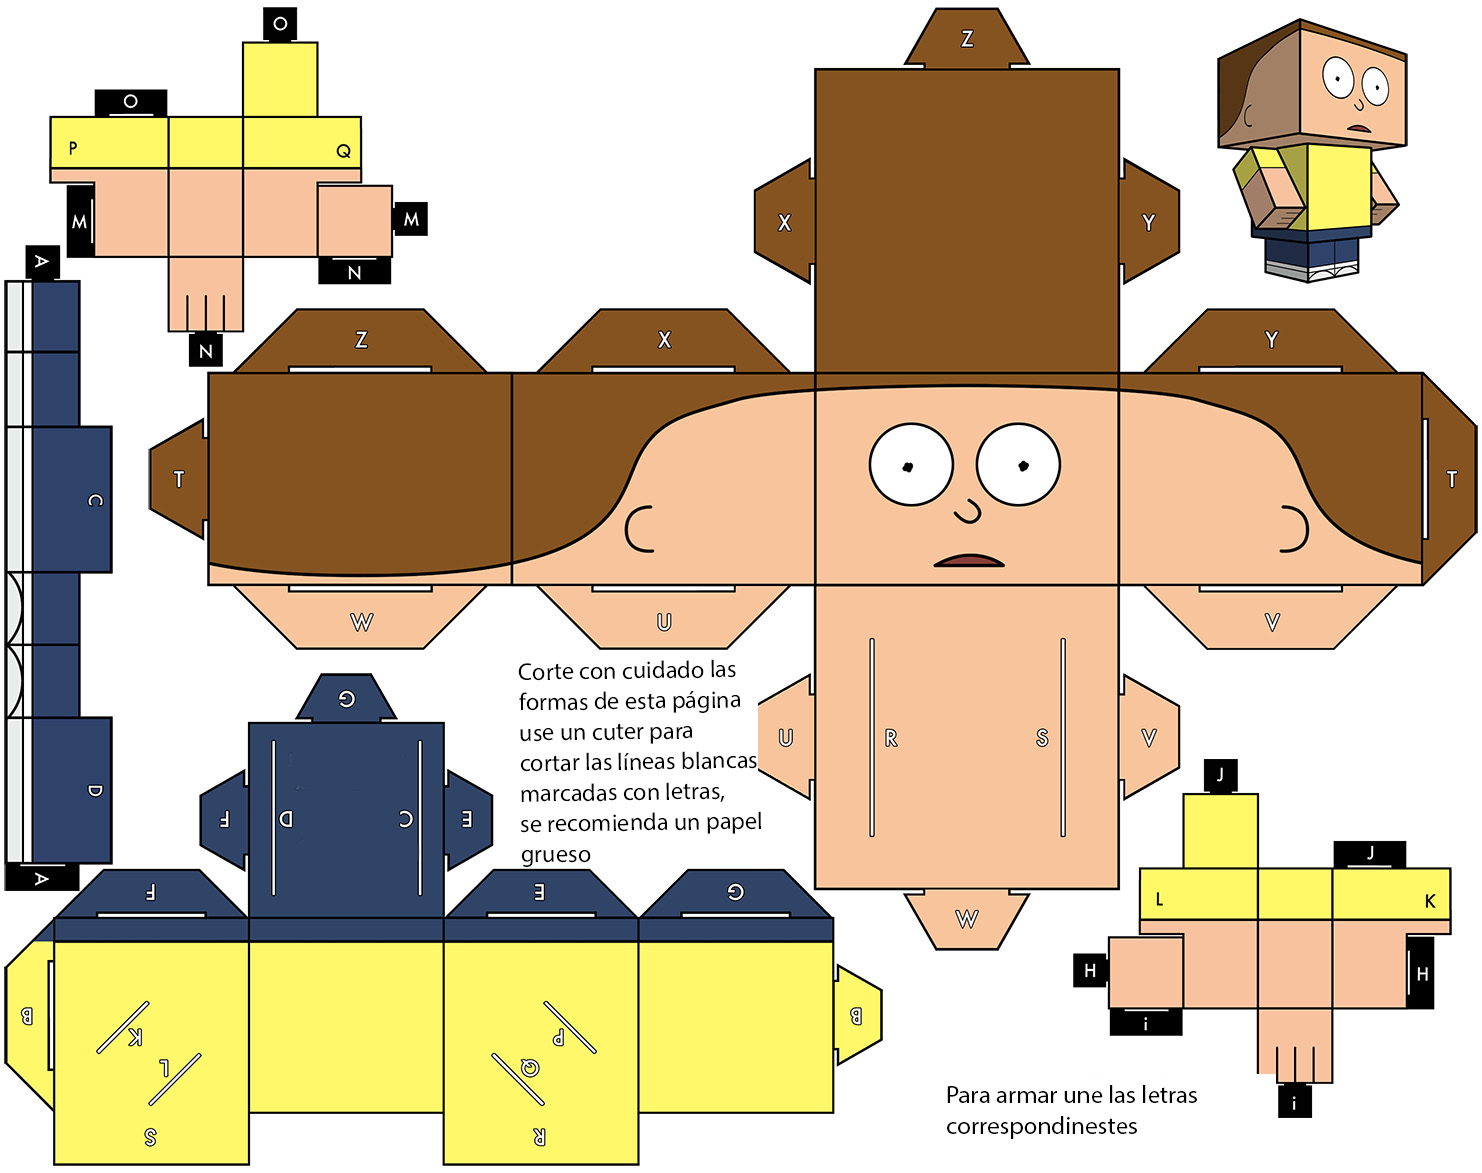 O
Z
O
P
Q
M
M
N
N
A
X
Y
Z
X
Y
C
T
T
W
U
V
Corte con cuidado las
formas de esta página
use un cuter para
cortar las líneas blancas
marcadas con letras,
se recomienda un papel
grueso
G
U
R
S
V
D
F
D
C
E
J
A
F
E
G
J
L
K
W
H
H
B
K
L
P
Q
B
i
i
S
R
Para armar une las letras
correspondinestes